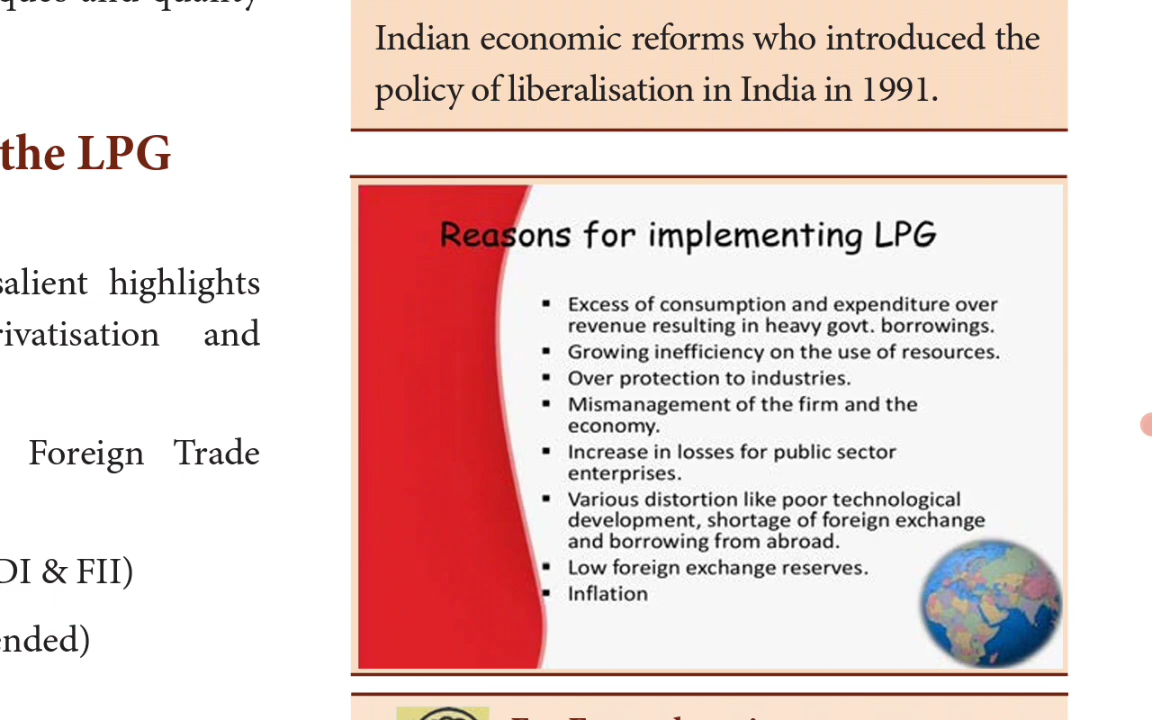 and quality
the LPG
salient highlights
and
Foreign Trade
& FII)
Indian economic reforms who introduced the
policy of liberalisation in India in 1991.
Reasons for implementing LPG
▪ Excess of consumption and expenditure over
revenue resulting in heavy govt. borrowings.
▪ Growing inefficiency on the use of resources.
▪ Over protection to industries.
▪ Mismanagement of the firm and the
economy.
▪ Increase in losses for public sector
enterprises.
▪ Various distortion like poor technological
development, shortage of foreign exchange
and borrowing from abroad.
▪ Low foreign exchange reserves.
▪ Inflation